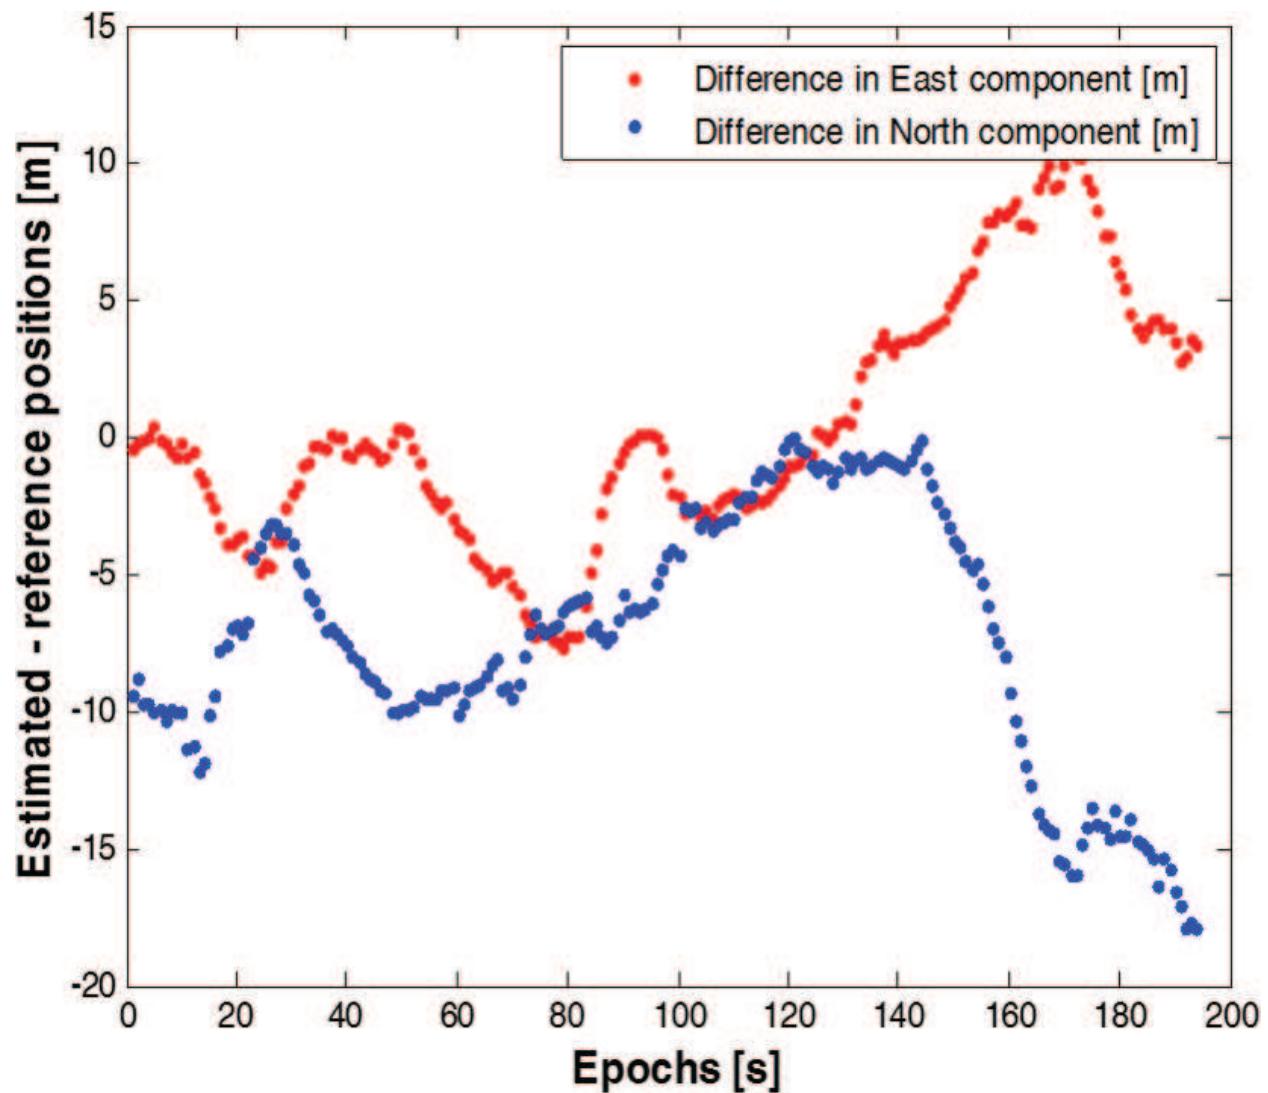 Difference in East component [m]
Difference in North component [m]
Estimated - reference positions [m]
15
10
5
0
-5
-10
-15
-20
0 20 40 60 80 100 120 140 160 180 200
Epochs [s]